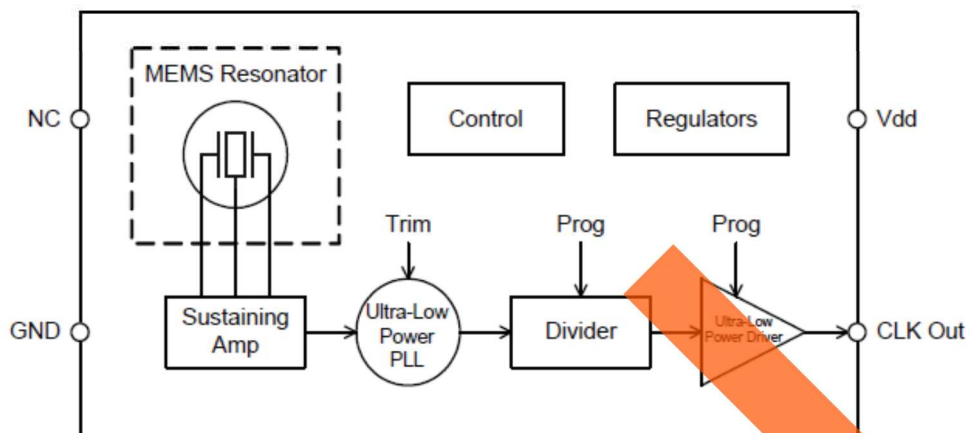 MEMS Resonator
NC
Control
Regulators
Vdd
Trim
Prog
Prog
GND
Sustaining
Amp
Ultra-Low
Power
PLL
Divider
Ultra-Low
Power Driver
CLK Out